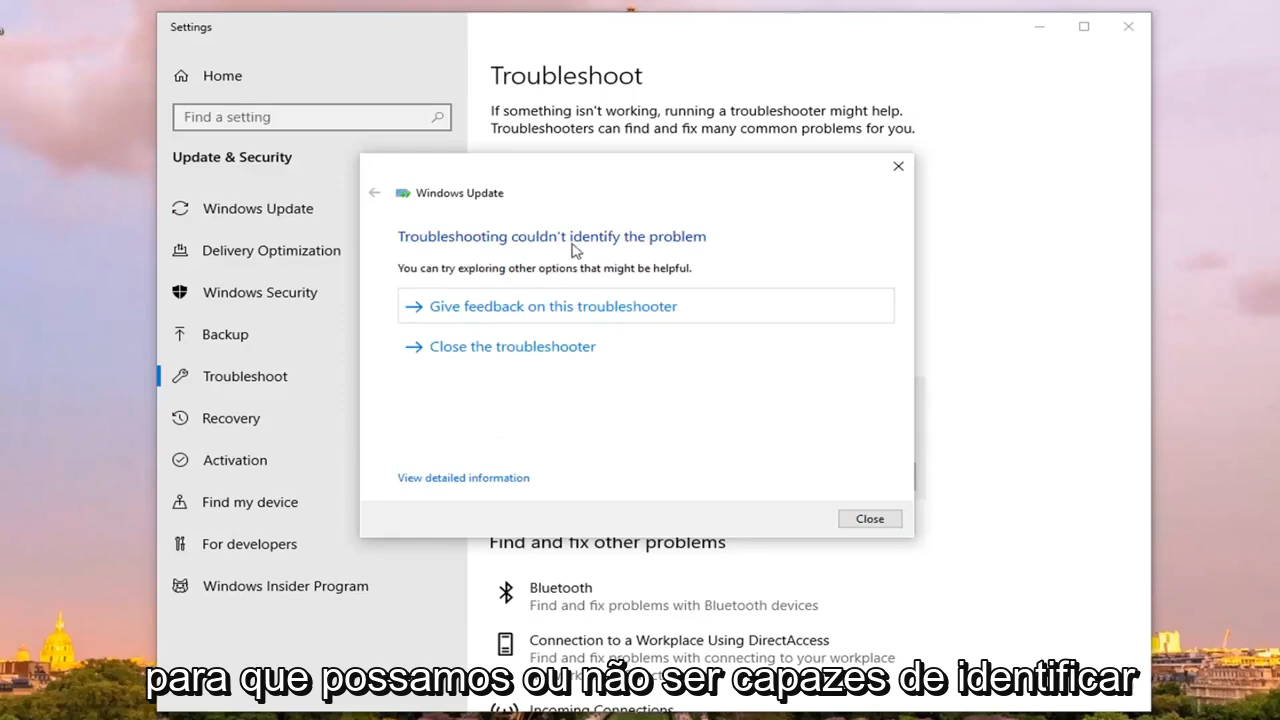 Settings
Home
Find a setting
Update & Security
Windows Update
Delivery Optimization
Windows Security
Backup
Troubleshoot
Recovery
Activation
Find my device
For developers
Windows Insider Program
Troubleshoot
If something isn't working, running a troubleshooter might help.
Troubleshooters can find and fix many common problems for you.
Windows Update
Troubleshooting couldn't identify the problem
You can try exploring other options that might be helpful.
Give feedback on this troubleshooter
Close the troubleshooter
View detailed information
Close
Find and fix other problems
Bluetooth
Find and fix problems with Bluetooth devices
Connection to a Workplace Using DirectAccess
Find and fix problems with connecting to your workplace
Incoming Connections
para que possamos ou não ser capazes de identificar